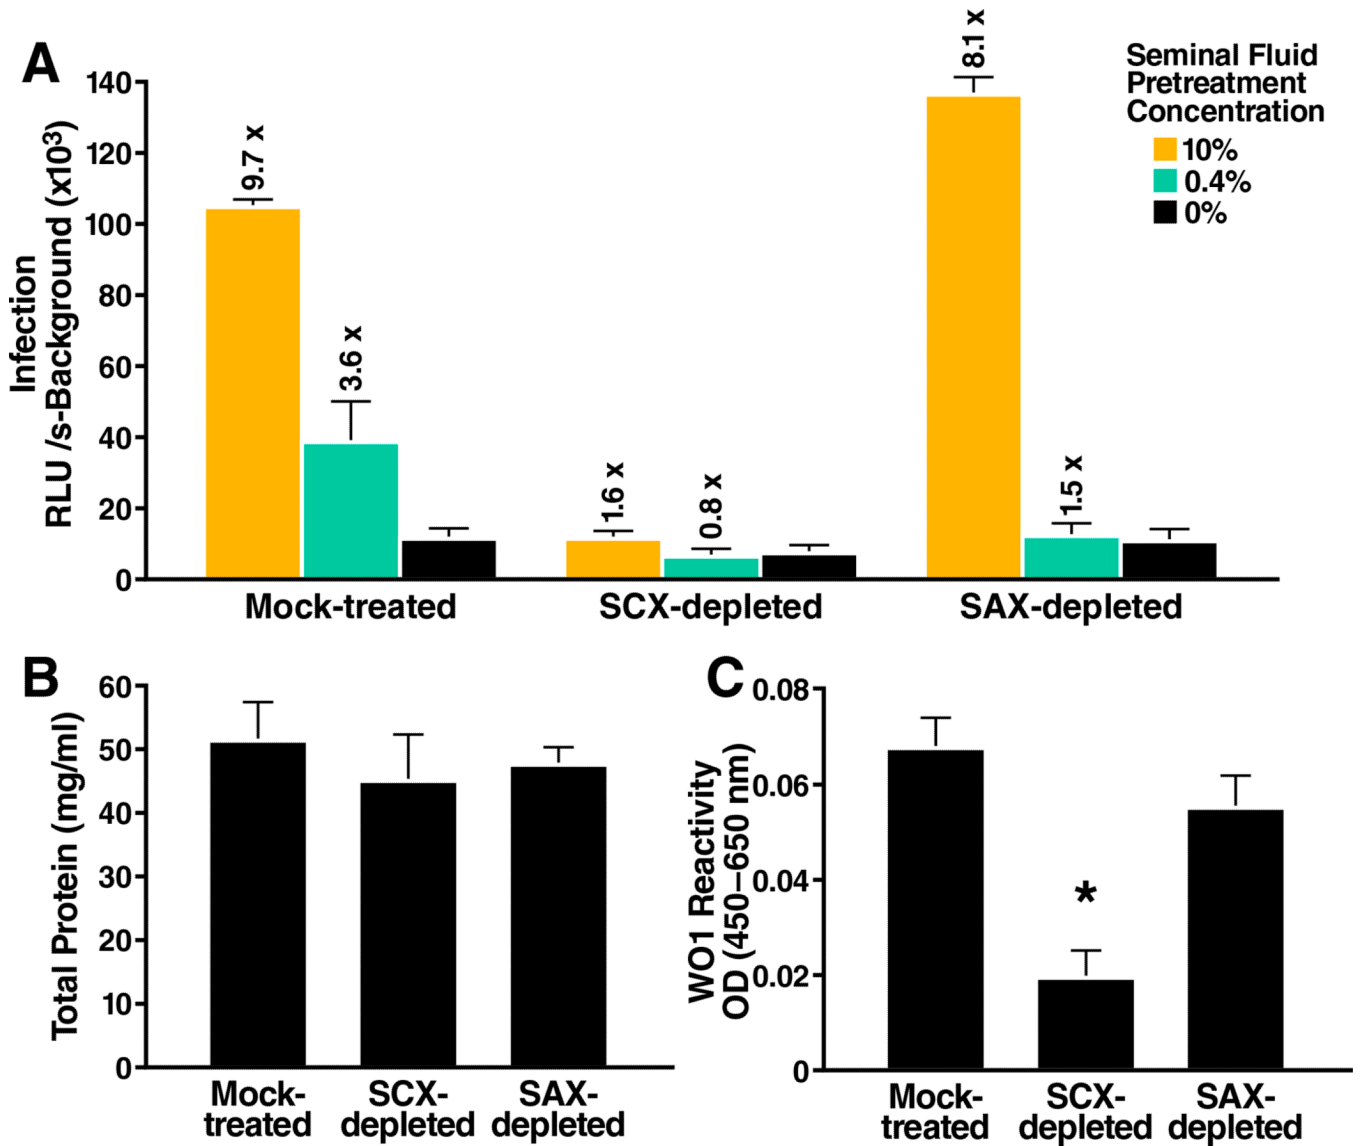 A
Infection
RLU /s-Background (x10³)
140
120
100
80
60
40
20
0
9.7 x
3.6 x
1.6 x
0.8 x
8.1 x
1.5 x
Mock-treated
SCX-depleted
SAX-depleted
Seminal Fluid
Pretreatment
Concentration
10%
0.4%
0%
B
Total Protein (mg/ml)
60
50
40
30
20
10
0
Mock-
treated
SCX-
depleted
SAX-
depleted
C
WO1 Reactivity
OD (450–650 nm)
0.08
0.06
0.04
0.02
0
*
Mock-
treated
SCX-
depleted
SAX-
depleted